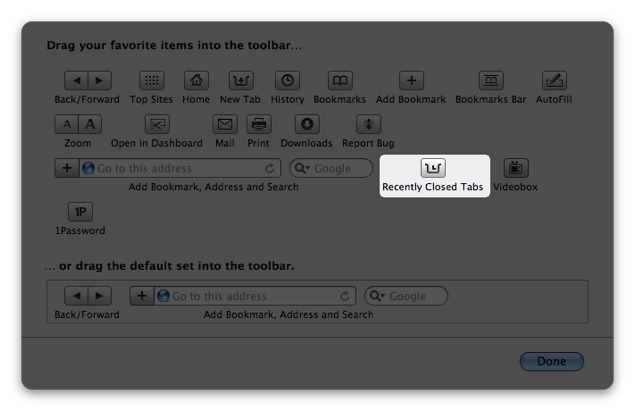 Drag your favorite items into the toolbar...
Back/Forward Top Sites Home New Tab History Bookmarks Add Bookmark Bookmarks Bar AutoFill
A A
Zoom Open in Dashboard Mail Print Downloads Report Bug
Go to this address Google
Add Bookmark, Address and Search Recently Closed Tabs Videobox
1P
1Password
... or drag the default set into the toolbar.
Go to this address Google
Back/Forward Add Bookmark, Address and Search
Done